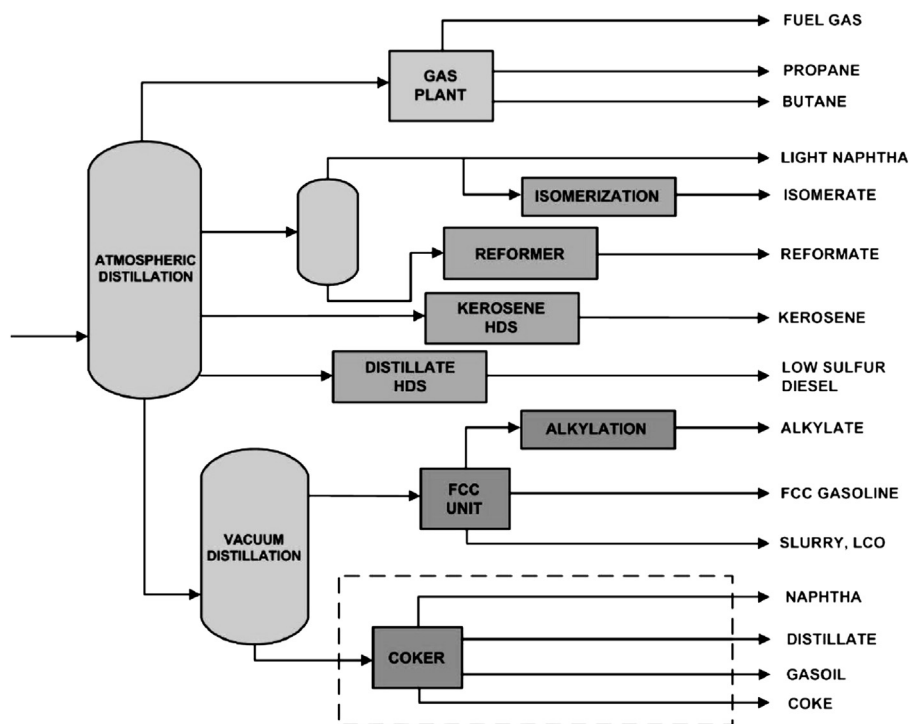 FUEL GAS
GAS
PLANT
PROPANE
BUTANE
LIGHT NAPHTHA
ISOMERIZATION
ISOMERATE
ATMOSPHERIC
DISTILLATION
REFORMER
REFORMATE
KEROSENE
HDS
KEROSENE
DISTILLATE
HDS
LOW SULFUR
DIESEL
ALKYLATION
ALKYLATE
FCC
UNIT
FCC GASOLINE
VACUUM
DISTILLATION
SLURRY, LCO
NAPHTHA
COKER
DISTILLATE
GASOIL
COKE